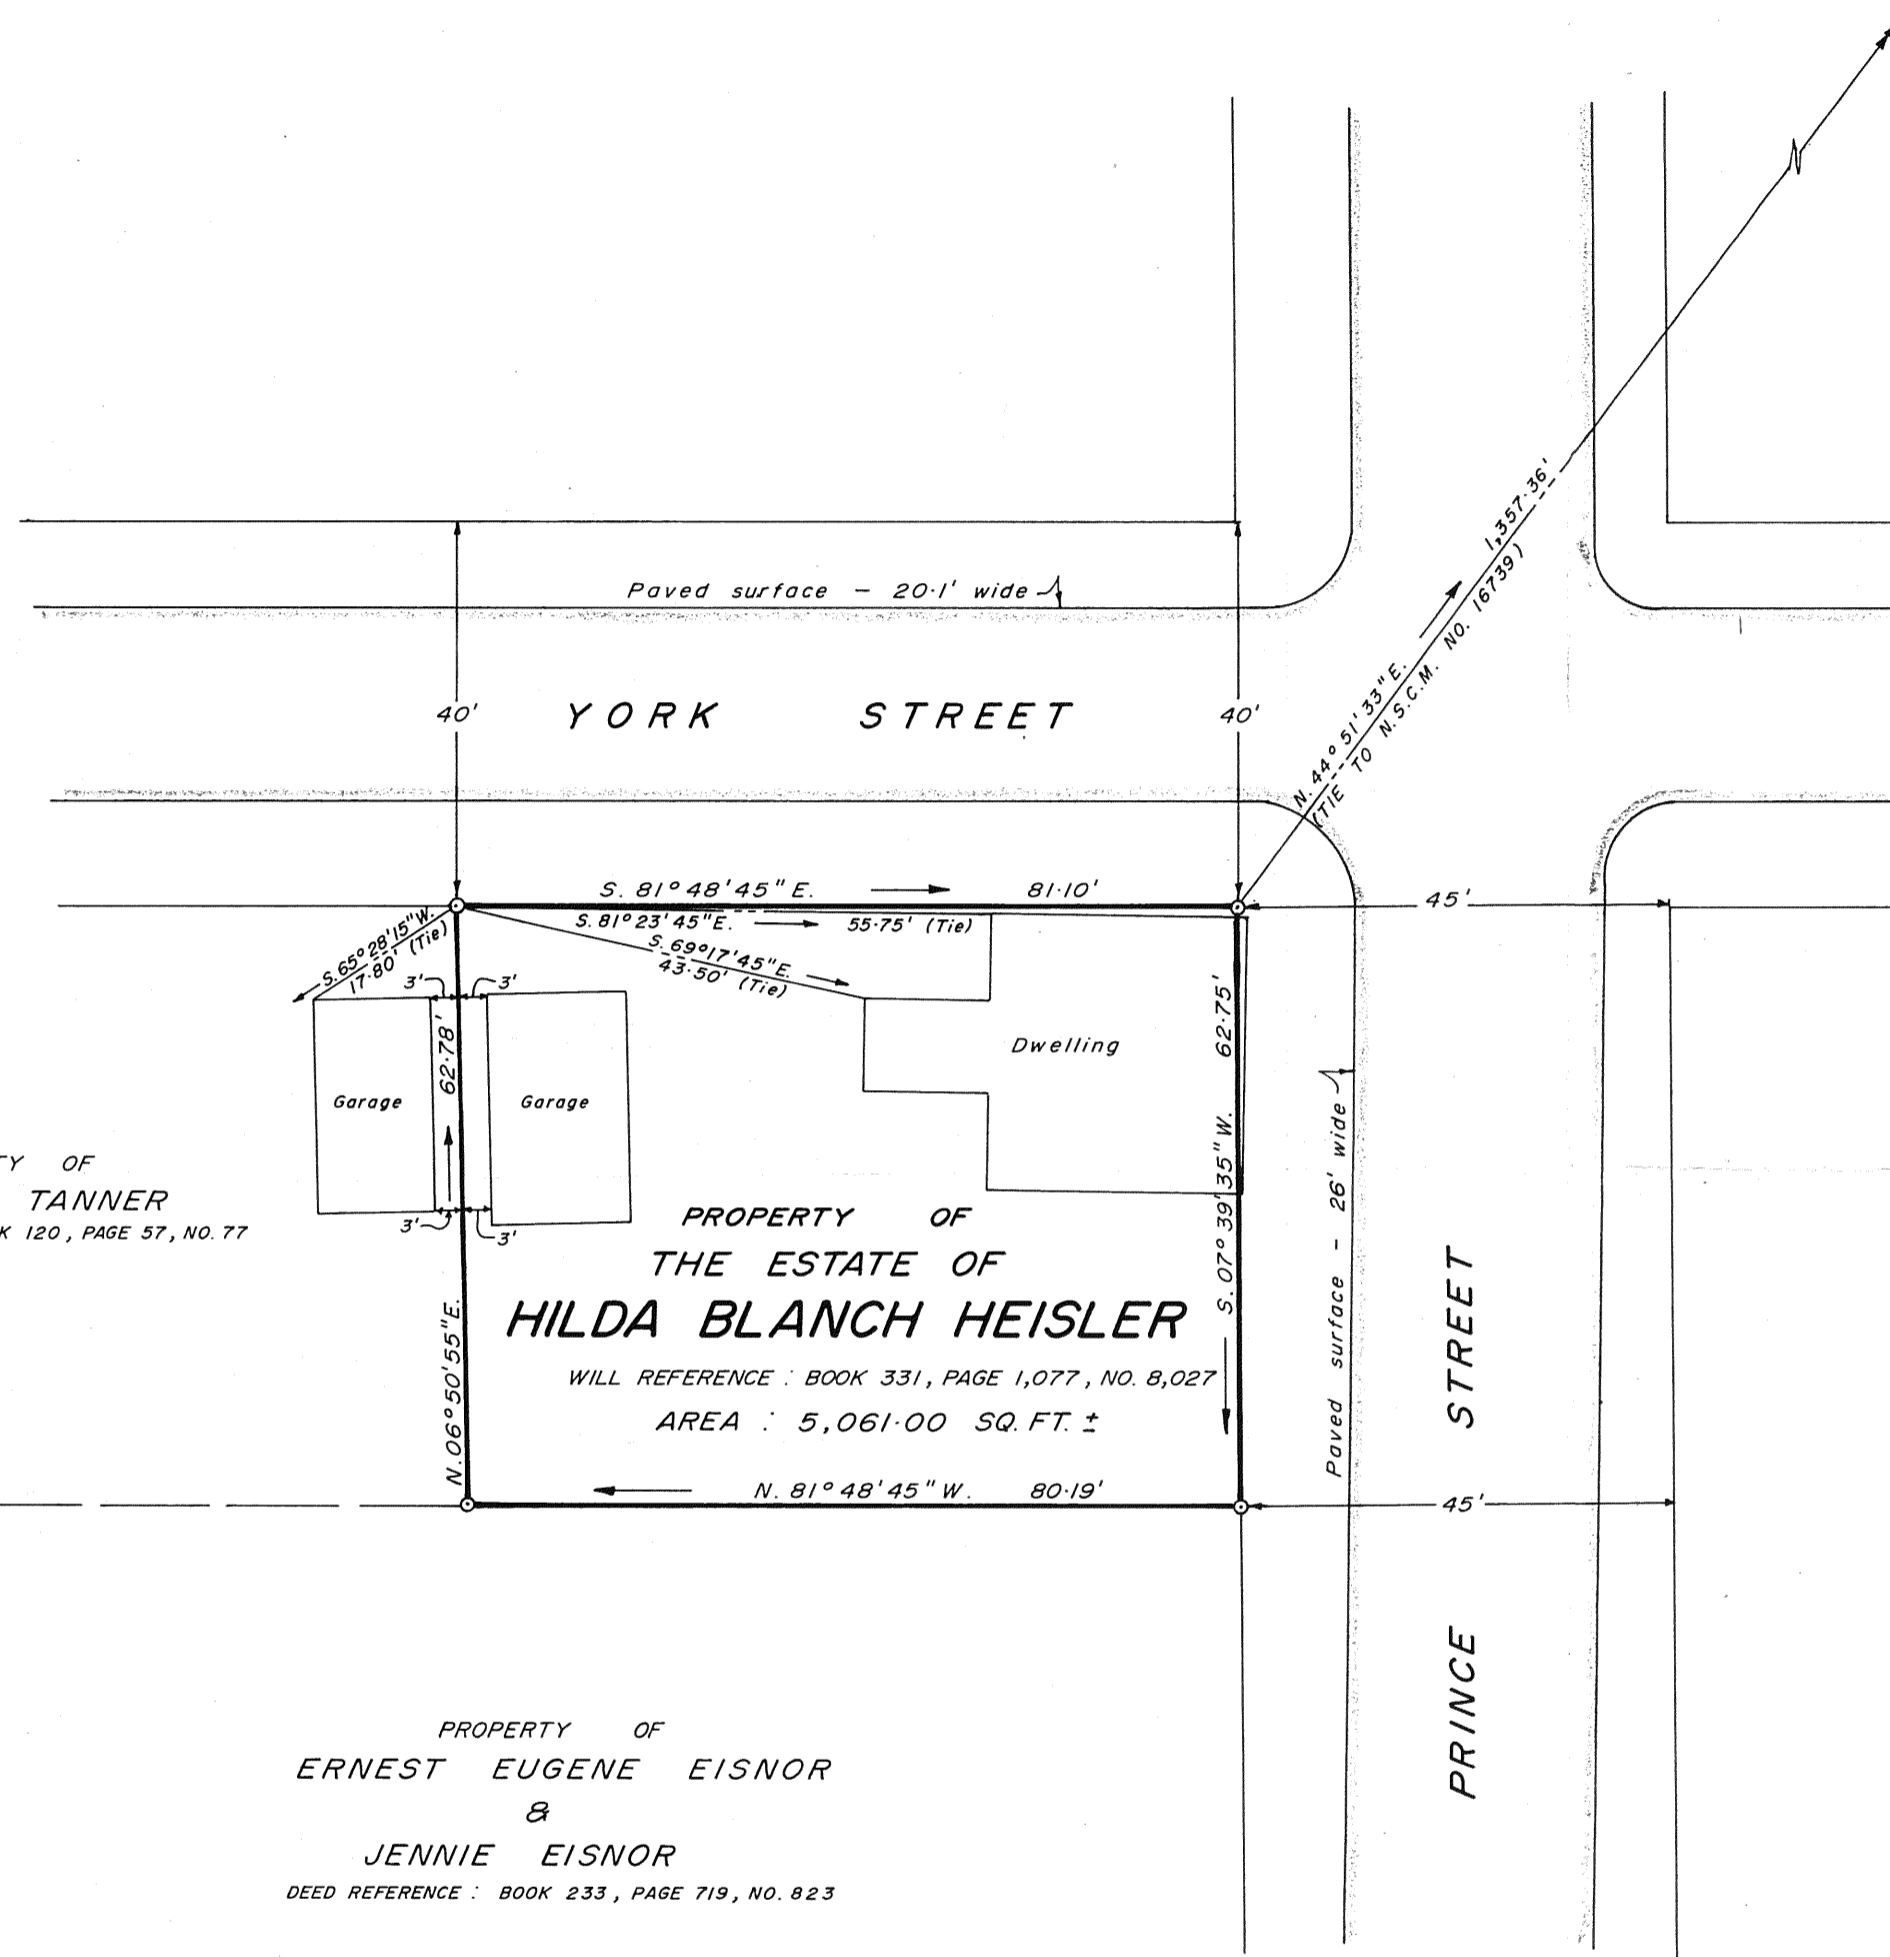 N
Paved surface - 20.1' wide
1,357.36'
N. 44° 51' 33" E.
(TIE TO N.S.C.M. NO. 16739)
40'
YORK STREET
40'
S. 81° 48' 45" E. 81.10'
45'
S. 81° 23' 45" E. 55.75' (Tie)
S. 65° 28' 15" W.
17.80' (Tie)
S. 69° 17' 45" E.
43.50' (Tie)
3'
3'
62.78'
62.75'
Dwelling
Garage
Garage
OF
TANNER
120, PAGE 57, NO. 77
3'
3'
N. 06° 50' 55" E.
S. 07° 39' 35" W.
Paved surface - 26' wide
PROPERTY OF
THE ESTATE OF
HILDA BLANCH HEISLER
WILL REFERENCE : BOOK 331, PAGE 1,077, NO. 8,027
AREA : 5,061.00 SQ. FT. ±
N. 81° 48' 45" W. 80.19'
45'
PRINCE STREET
PROPERTY OF
ERNEST EUGENE EISNOR
&
JENNIE EISNOR
DEED REFERENCE : BOOK 233, PAGE 719, NO. 823